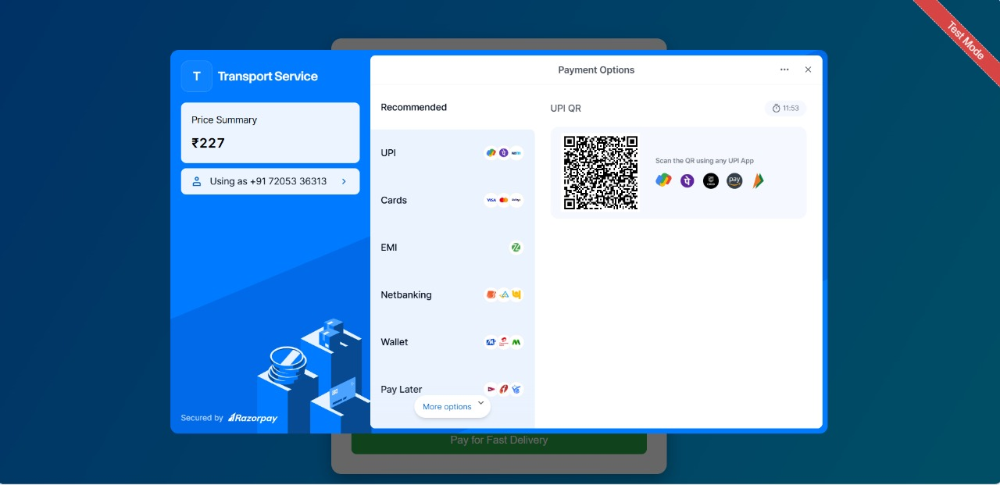 Test Mode
T
Transport Service
Price Summary
₹227
Using as +91 72053 36313
Secured by Razorpay
Payment Options
Recommended
UPI
Cards
VISA
EMI
Netbanking
Wallet
Pay Later
More options
UPI QR
11:53
Scan the QR using any UPI App
pay
Pay for Fast Delivery